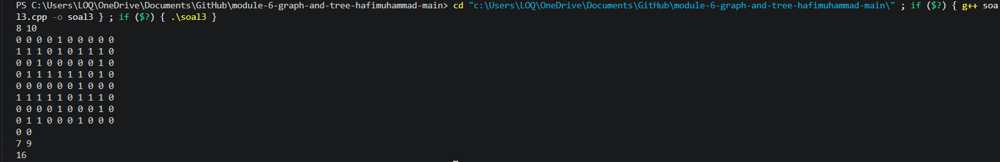 PS C:\Users\LOQ\OneDrive\Documents\GitHub\module-6-graph-and-tree-hafimuhammad-main> cd "c:\Users\LOQ\OneDrive\Documents\GitHub\module-6-graph-and-tree-hafimuhammad-main\" ; if ($?) { g++ soa
l3.cpp -o soal3 } ; if ($?) { .\soal3 }
8 10
0 0 0 0 1 0 0 0 0 0
1 1 1 0 1 0 1 1 1 0
0 0 1 0 0 0 0 0 1 0
0 1 1 1 1 1 1 0 1 0
0 0 0 0 0 0 1 0 0 0
1 1 1 1 1 0 1 1 1 0
0 0 0 0 1 0 0 0 1 0
0 1 1 0 0 0 1 0 0 0
0 0
7 9
16